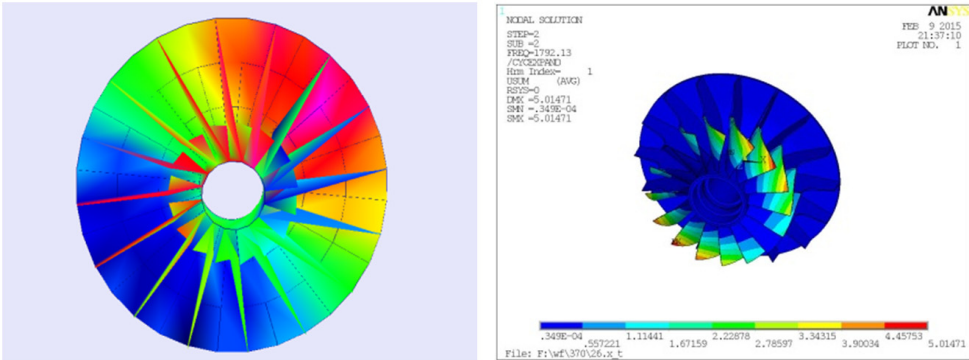 1
NODAL SOLUTION
STEP=2
SUB =2
FREQ=1792.13
/CYCEXPAND
Hrm Index= 1
USUM (AVG)
RSYS=0
DMX =5.01471
SMN =.349E-04
SMX =5.01471
ANSYS
FEB 9 2015
21:37:10
PLOT NO. 1
X
.349E-04 1.11441 2.22878 3.34315 4.45753
.557221 1.67159 2.78597 3.90034 5.01471
File: F:\wf\370\26.x_t